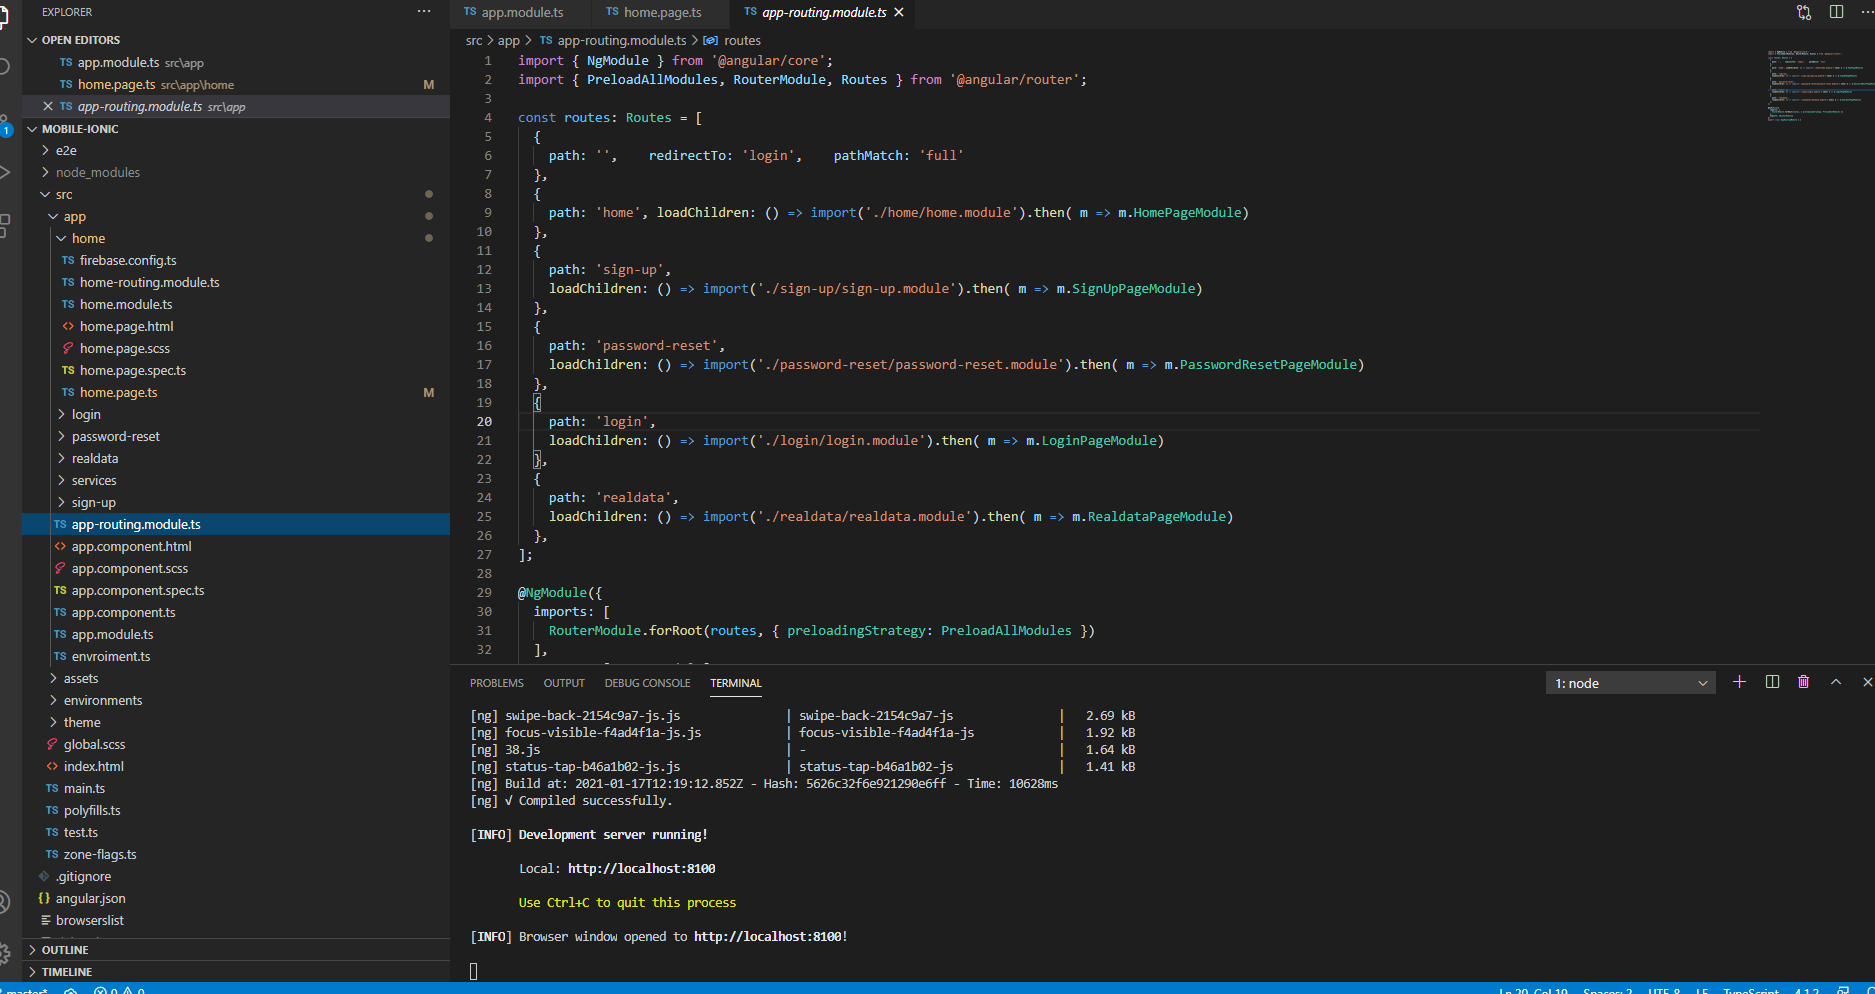 EXPLORER
OPEN EDITORS
TS app.module.ts src\app
TS home.page.ts src\app\home M
TS app-routing.module.ts src\app
MOBILE-IONIC
e2e
node_modules
src
app
home
TS firebase.config.ts
TS home-routing.module.ts
TS home.module.ts
<> home.page.html
home.page.scss
TS home.page.spec.ts
TS home.page.ts M
login
password-reset
realdata
services
sign-up
TS app-routing.module.ts
<> app.component.html
app.component.scss
TS app.component.spec.ts
TS app.component.ts
TS app.module.ts
TS envroiment.ts
assets
environments
theme
global.scss
<> index.html
TS main.ts
TS polyfills.ts
TS test.ts
TS zone-flags.ts
.gitignore
{} angular.json
browserslist
OUTLINE
TIMELINE
1
TS app.module.ts TS home.page.ts TS app-routing.module.ts
src > app > TS app-routing.module.ts > routes
1 import { NgModule } from '@angular/core';
2 import { PreloadAllModules, RouterModule, Routes } from '@angular/router';
3
4 const routes: Routes = [
5 {
6 path: '', redirectTo: 'login', pathMatch: 'full'
7 },
8 {
9 path: 'home', loadChildren: () => import('./home/home.module').then( m => m.HomePageModule)
10 },
11 {
12 path: 'sign-up',
13 loadChildren: () => import('./sign-up/sign-up.module').then( m => m.SignUpPageModule)
14 },
15 {
16 path: 'password-reset',
17 loadChildren: () => import('./password-reset/password-reset.module').then( m => m.PasswordResetPageModule)
18 },
19 {
20 path: 'login',
21 loadChildren: () => import('./login/login.module').then( m => m.LoginPageModule)
22 },
23 {
24 path: 'realdata',
25 loadChildren: () => import('./realdata/realdata.module').then( m => m.RealdataPageModule)
26 },
27 ];
28
29 @NgModule({
30 imports: [
31 RouterModule.forRoot(routes, { preloadingStrategy: PreloadAllModules })
32 ],
PROBLEMS OUTPUT DEBUG CONSOLE TERMINAL 1: node
[ng] swipe-back-2154c9a7-js.js | swipe-back-2154c9a7-js | 2.69 kB
[ng] focus-visible-f4ad4f1a-js.js | focus-visible-f4ad4f1a-js | 1.92 kB
[ng] 38.js | - | 1.64 kB
[ng] status-tap-b46a1b02-js.js | status-tap-b46a1b02-js | 1.41 kB
[ng] Build at: 2021-01-17T12:19:12.852Z - Hash: 5626c32f6e921290e6ff - Time: 10628ms
[ng] √ Compiled successfully.
[INFO] Development server running!
Local: http://localhost:8100
Use Ctrl+C to quit this process
[INFO] Browser window opened to http://localhost:8100!
master* 0 0 Ln 20, Col 19 Spaces: 2 UTF-8 LF TypeScript 4.1.2